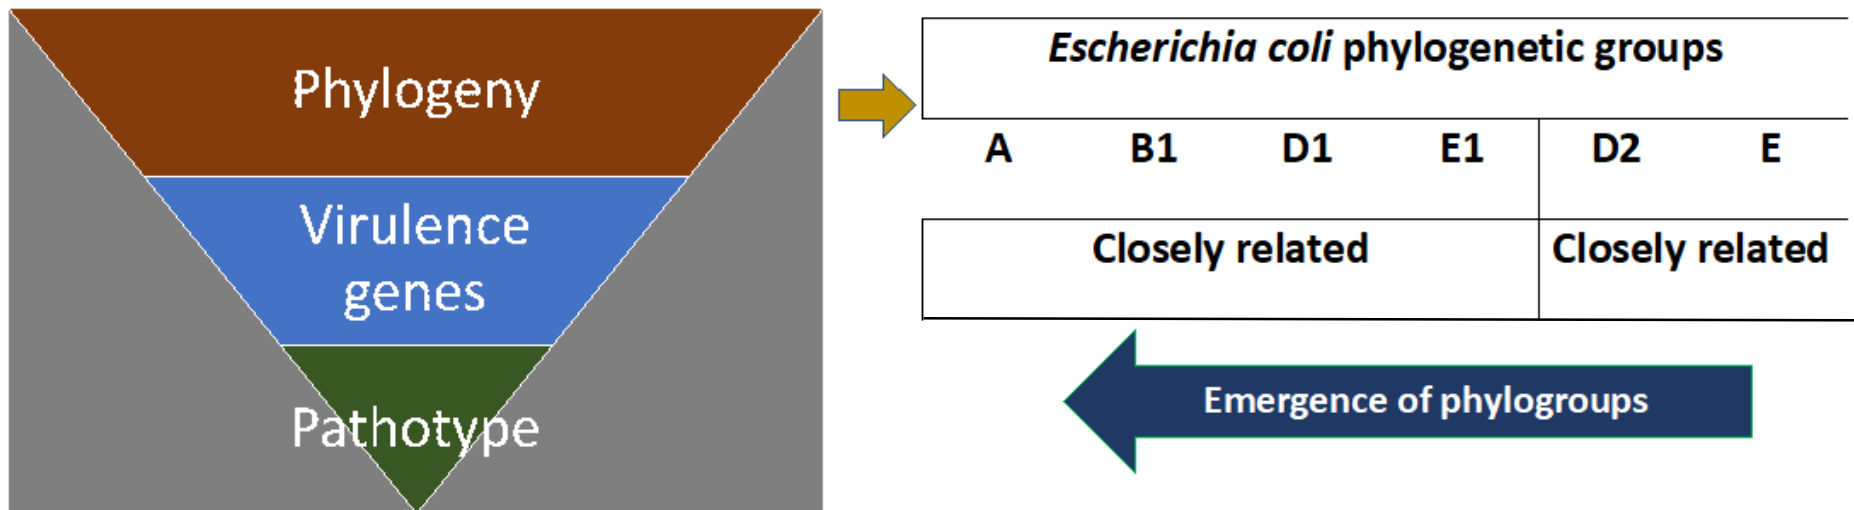 Phylogeny
Virulence
genes
Pathotype
Escherichia coli phylogenetic groups
A B1 D1 E1 D2 E
Closely related Closely related
Emergence of phylogroups